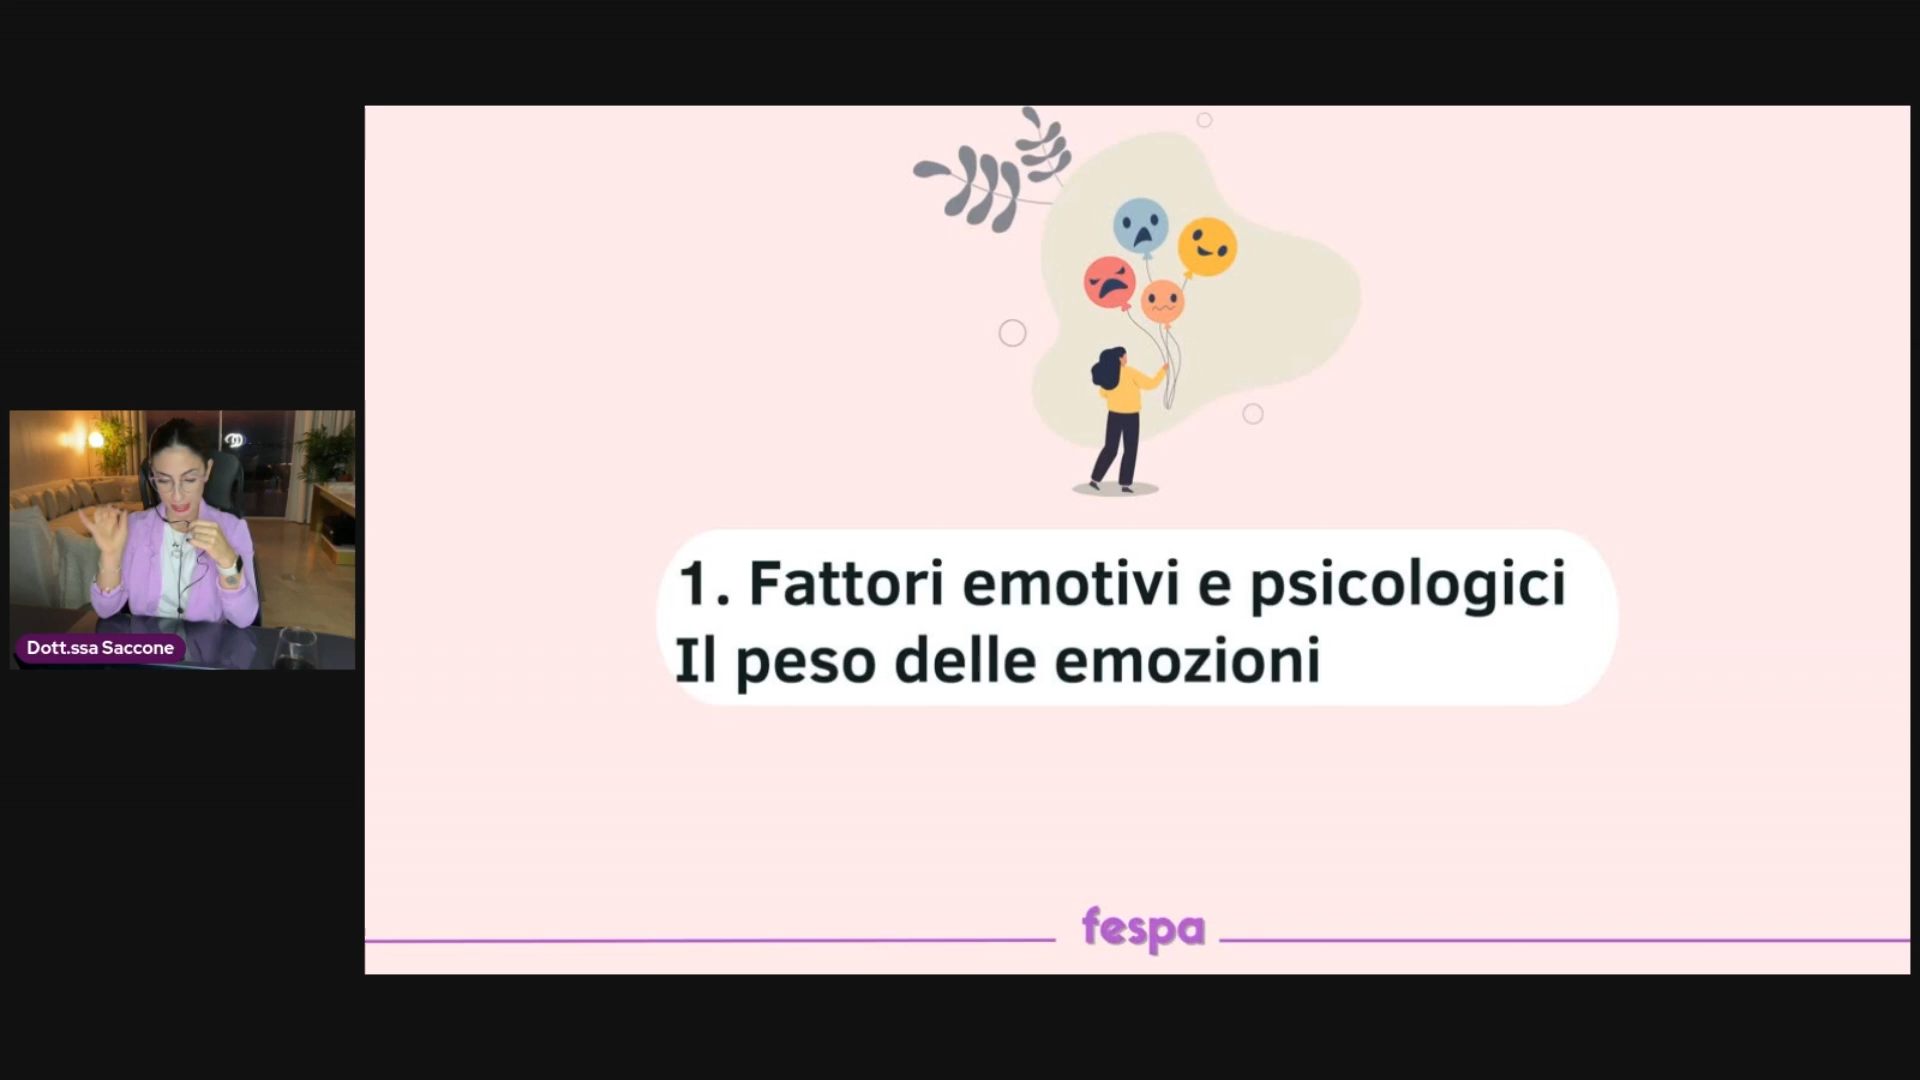 1. Fattori emotivi e psicologici
Il peso delle emozioni
Dott.ssa Saccone
fespa